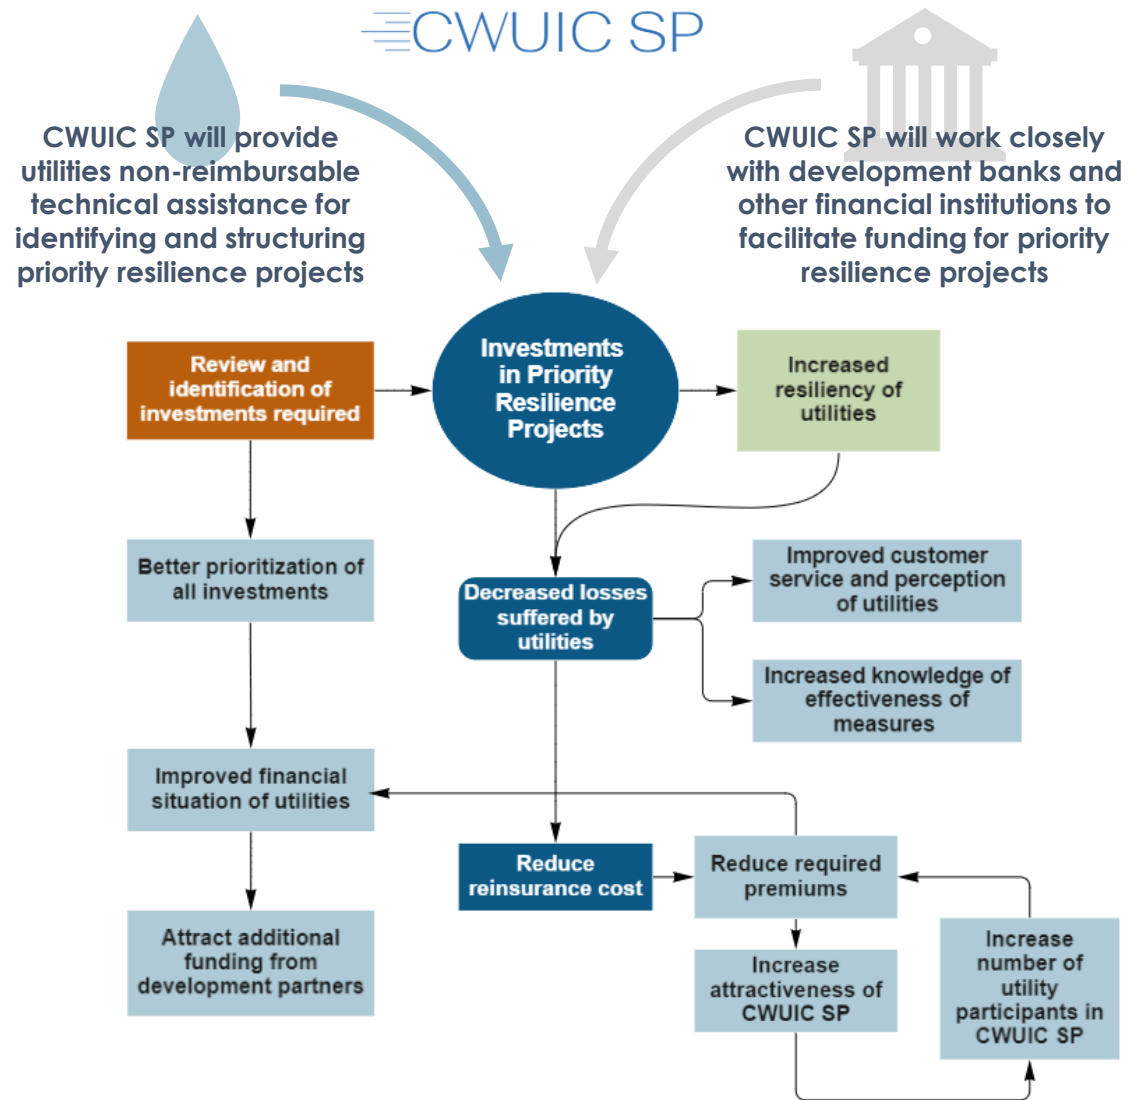 CWUIC SP
CWUIC SP will provide
utilities non-reimbursable
technical assistance for
identifying and structuring
priority resilience projects
CWUIC SP will work closely
with development banks and
other financial institutions to
facilitate funding for priority
resilience projects
Review and
identification of
investments required
Investments
in Priority
Resilience
Projects
Increased
resiliency of
utilities
Better prioritization of
all investments
Decreased losses
suffered by
utilities
Improved customer
service and perception
of utilities
Increased knowledge of
effectiveness of
measures
Improved financial
situation of utilities
Reduce
reinsurance cost
Reduce required
premiums
Attract additional
funding from
development partners
Increase
attractiveness of
CWUIC SP
Increase
number of
utility
participants in
CWUIC SP